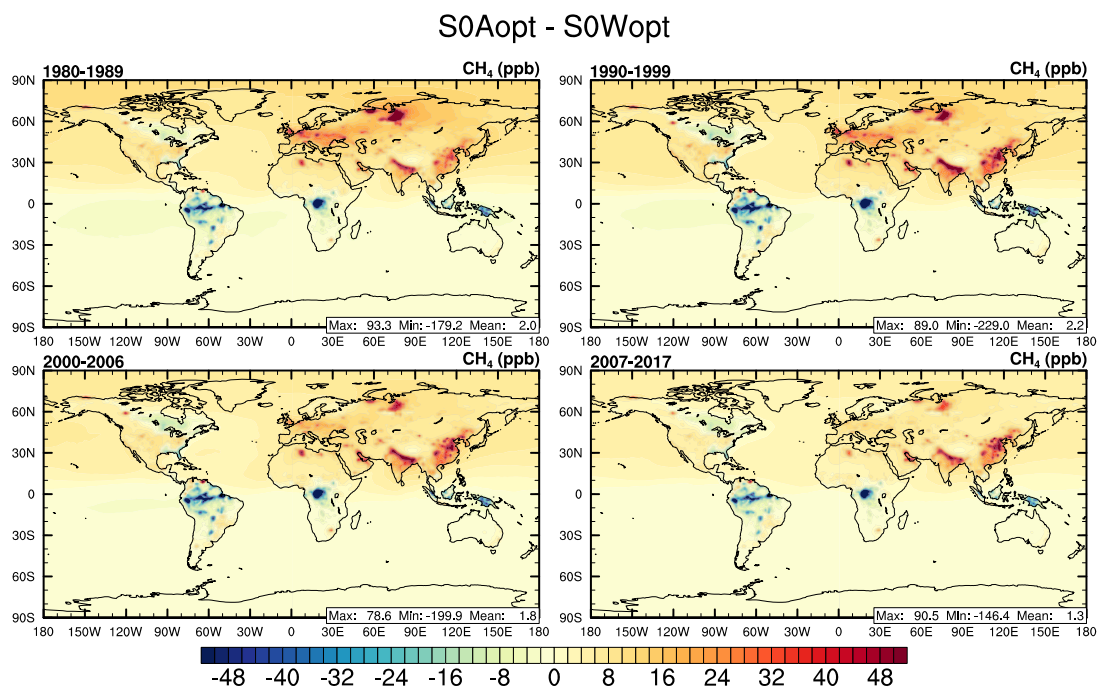 S0Aopt - S0Wopt
1980-1989 CH₄ (ppb) 1990-1999 CH₄ (ppb)
90N 90N
60N 60N
30N 30N
0 0
30S 30S
60S 60S
Max: 93.3 Min: -179.2 Mean: 2.0 Max: 89.0 Min: -229.0 Mean: 2.2
90S 90S
180 150W 120W 90W 60W 30W 0 30E 60E 90E 120E 150E 180 180 150W 120W 90W 60W 30W 0 30E 60E 90E 120E 150E 180
2000-2006 CH₄ (ppb) 2007-2017 CH₄ (ppb)
90N 90N
60N 60N
30N 30N
0 0
30S 30S
60S 60S
Max: 78.6 Min: -199.9 Mean: 1.8 Max: 90.5 Min: -146.4 Mean: 1.3
90S 90S
180 150W 120W 90W 60W 30W 0 30E 60E 90E 120E 150E 180 180 150W 120W 90W 60W 30W 0 30E 60E 90E 120E 150E 180
-48 -40 -32 -24 -16 -8 0 8 16 24 32 40 48